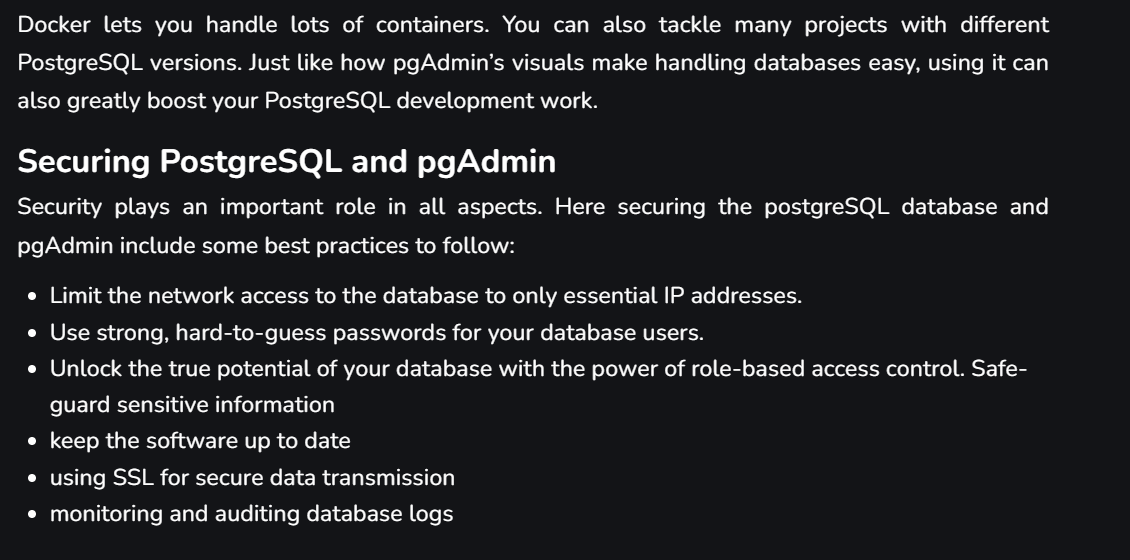 Docker lets you handle lots of containers. You can also tackle many projects with different
PostgreSQL versions. Just like how pgAdmin’s visuals make handling databases easy, using it can
also greatly boost your PostgreSQL development work.
Securing PostgreSQL and pgAdmin
Security plays an important role in all aspects. Here securing the postgreSQL database and
pgAdmin include some best practices to follow:
• Limit the network access to the database to only essential IP addresses.
• Use strong, hard-to-guess passwords for your database users.
• Unlock the true potential of your database with the power of role-based access control. Safe-
guard sensitive information
• keep the software up to date
• using SSL for secure data transmission
• monitoring and auditing database logs